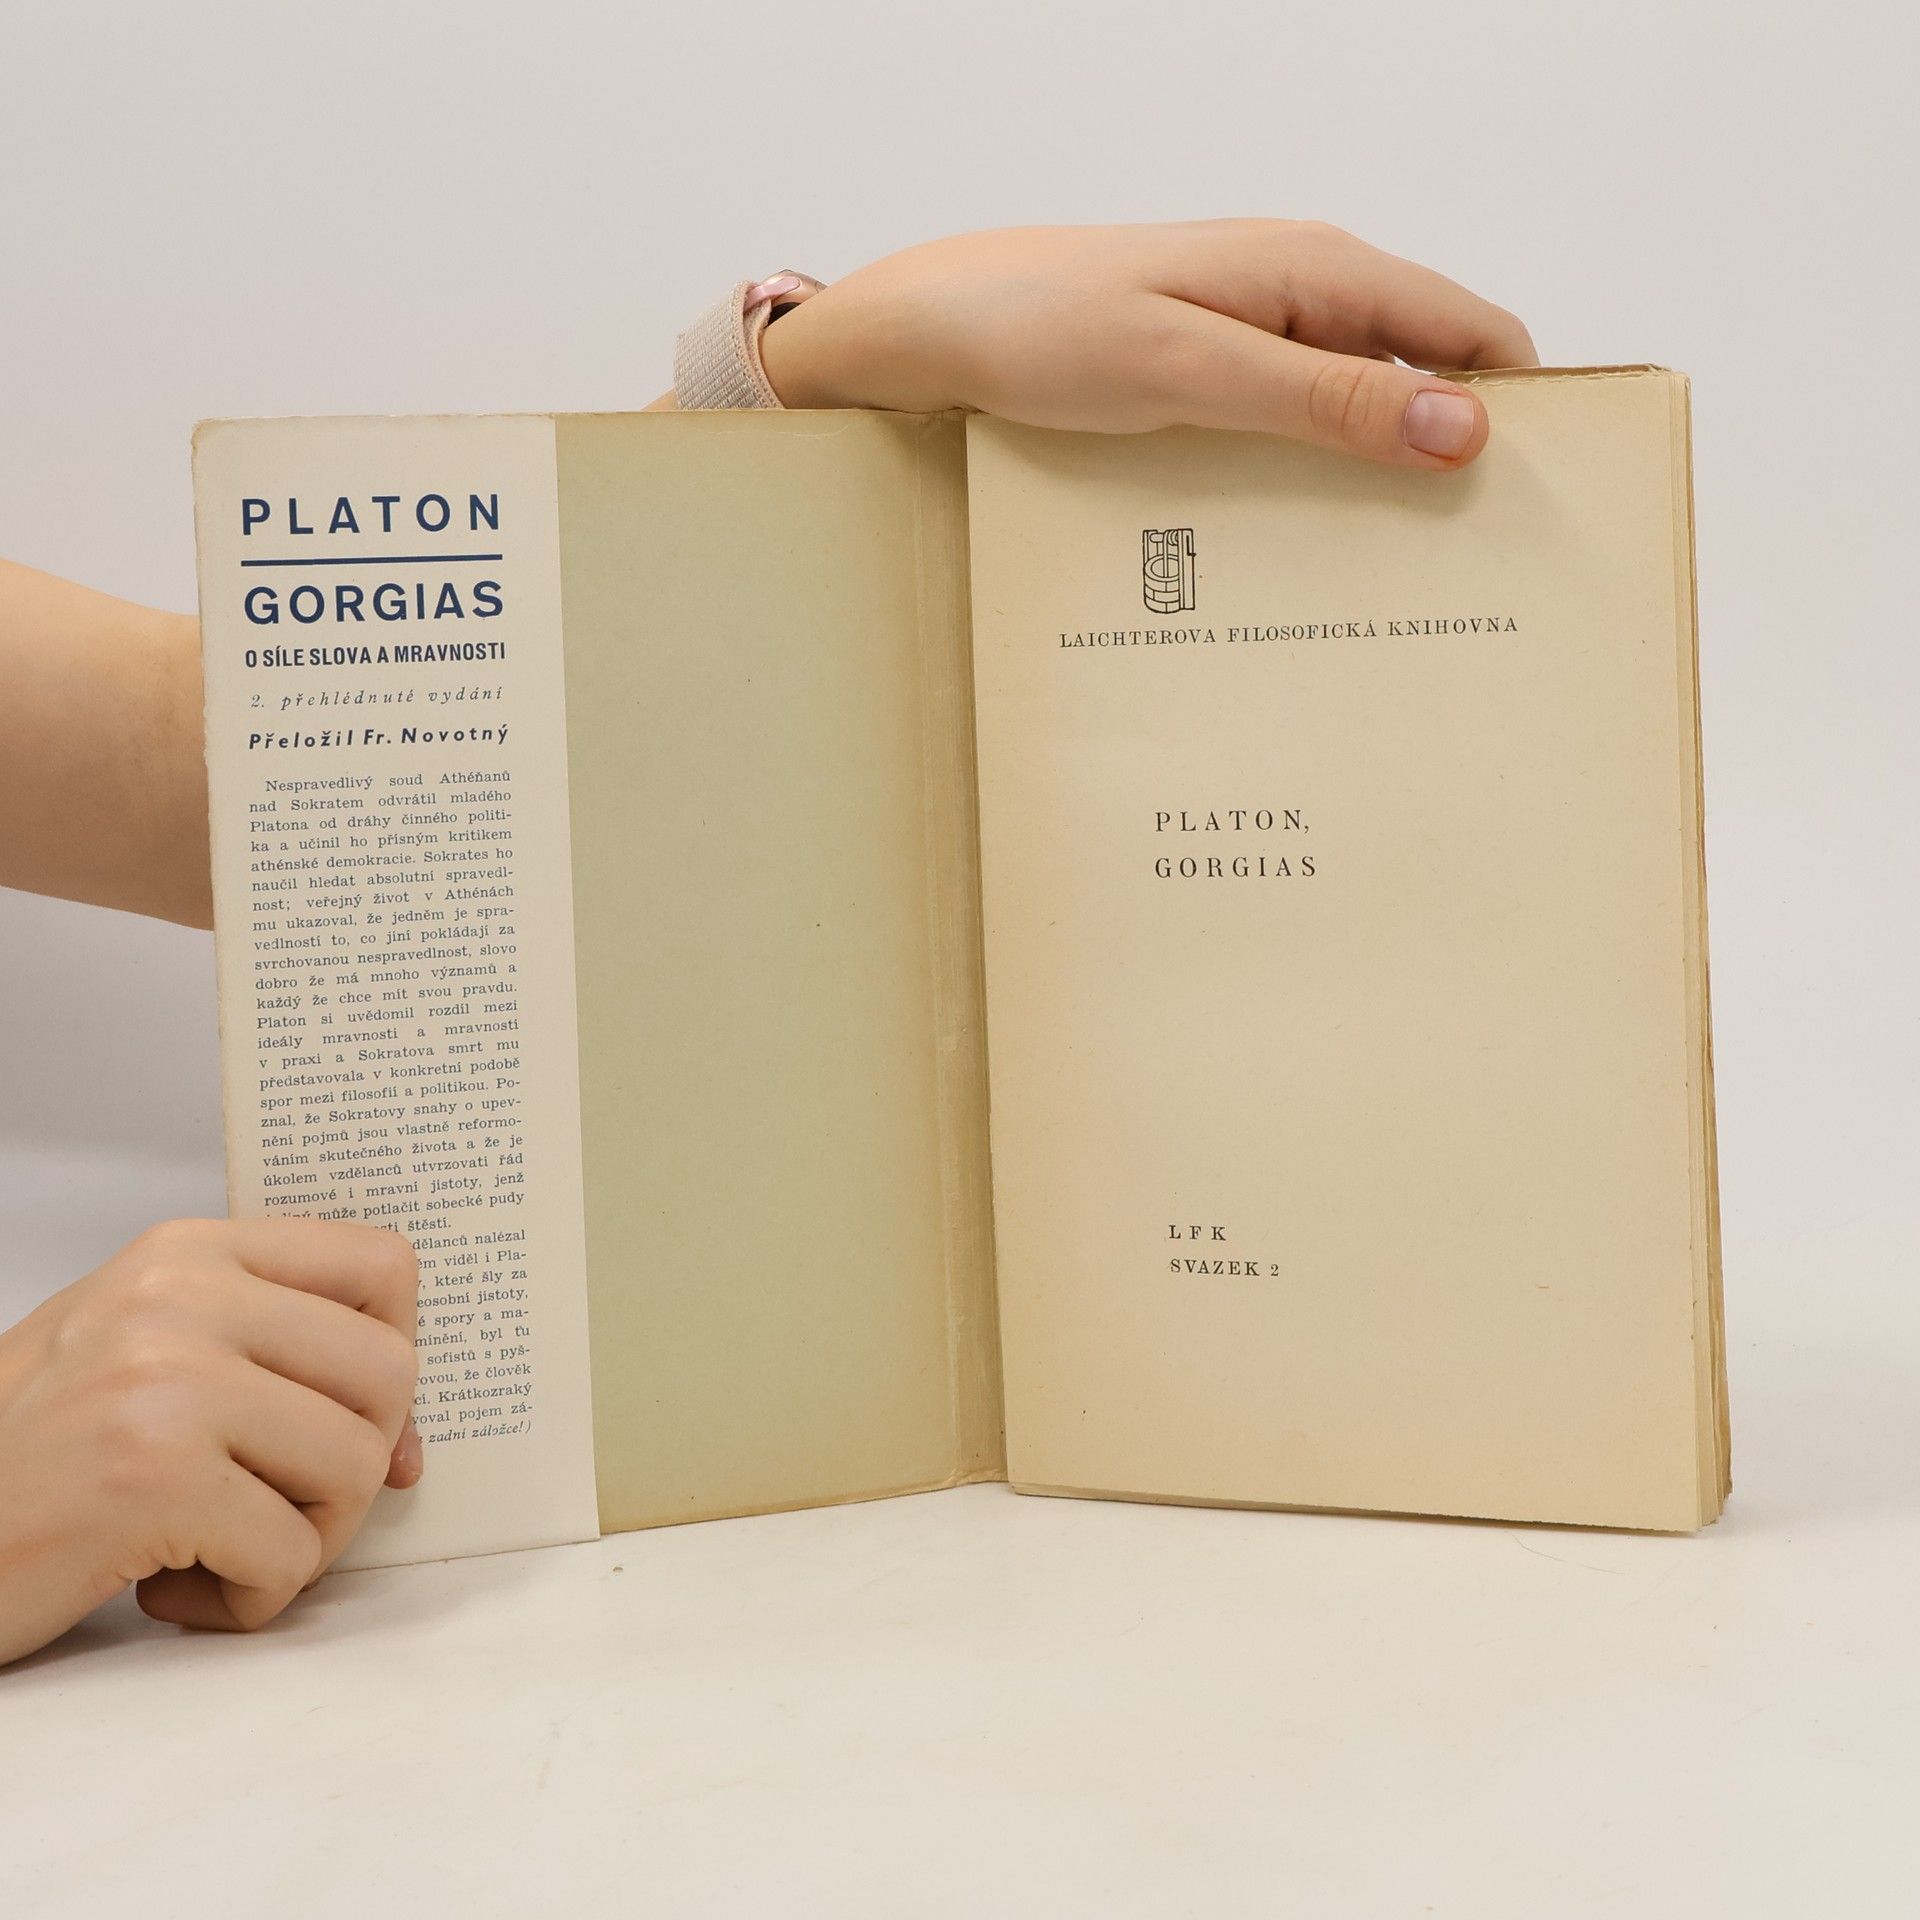 PLATON
GORGIAS
O SÍLE SLOVA A MRAVNOSTI
2. přehlédnuté vydání
Přeložil Fr. Novotný
Nespravedlivý soud Athéňanů
nad Sokratem odvrátil mladého
Platona od dráhy činného politi-
ka a učinil ho přísným kritikem
athénské demokracie. Sokrates ho
naučil hledat absolutní spravedl-
nost; veřejný život v Athénách
mu ukazoval, že jedněm je spra-
vedlností to, co jiní pokládají za
svrchovanou nespravedlnost, slovo
dobro že má mnoho významů a
každý že chce mít svou pravdu.
Platon si uvědomil rozdíl mezi
ideály mravnosti a mravností
v praxi a Sokratova smrt mu
představovala v konkretní podobě
spor mezi filosofií a politikou. Po-
znal, že Sokratovy snahy o upev-
nění pojmů jsou vlastně reformo-
váním skutečného života a že je
úkolem vzdělanců utvrzovati řád
rozumové i mravní jistoty, jenž
může potlačit sobecké pudy
štěstí.
nalézal
viděl i Pla-
které šly za
jistoty,
spory a ma-
mínění, byl tu
sofistů s pyš-
že člověk
Krátkozraký
pojem zá-
zadní záložce!)
LAICHTEROVA FILOSOFICKÁ KNIHOVNA
PLATON,
GORGIAS
LFK
SVAZEK 2